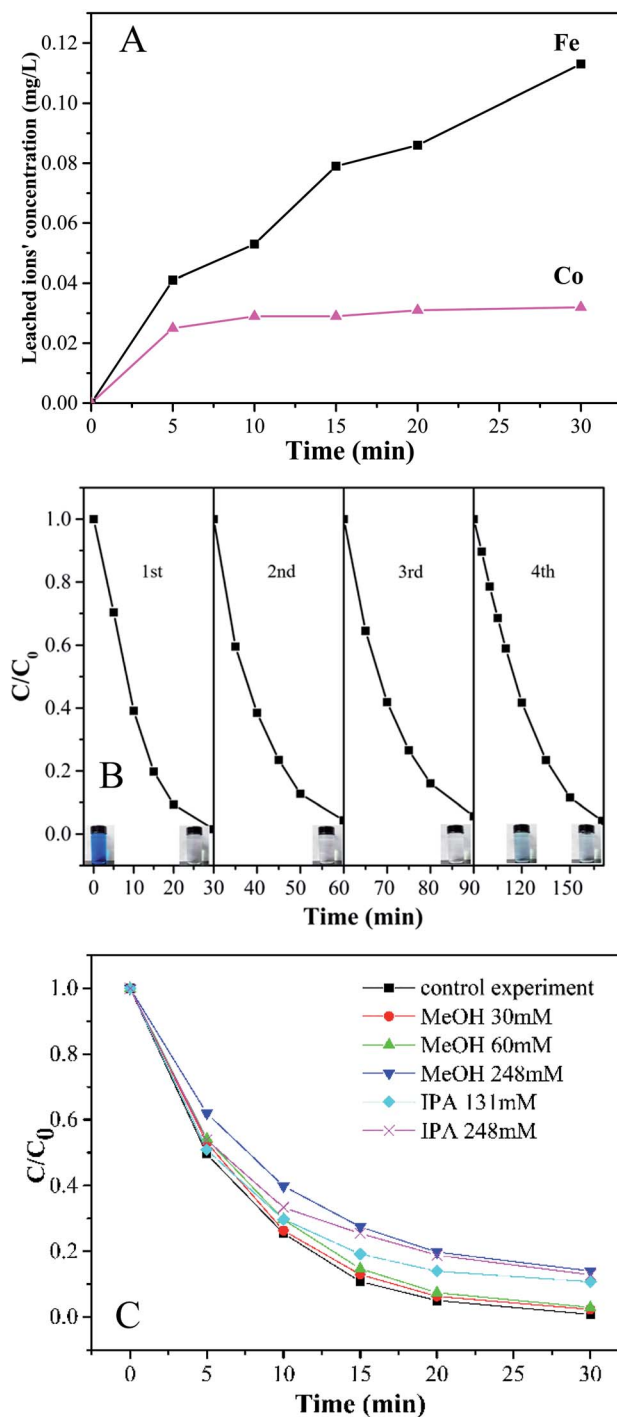 A
Fe
Co
Leached ions' concentration (mg/L)
0.12
0.10
0.08
0.06
0.04
0.02
0.00
0 5 10 15 20 25 30
Time (min)
1st 2nd 3rd 4th
C/C0
1.0
0.8
0.6
0.4
0.2
0.0
B
0 10 20 30 40 50 60 70 80 90 120 150
Time (min)
control experiment
MeOH 30mM
MeOH 60mM
MeOH 248mM
IPA 131mM
IPA 248mM
C/C0
1.0
0.8
0.6
0.4
0.2
0.0
C
0 5 10 15 20 25 30
Time (min)